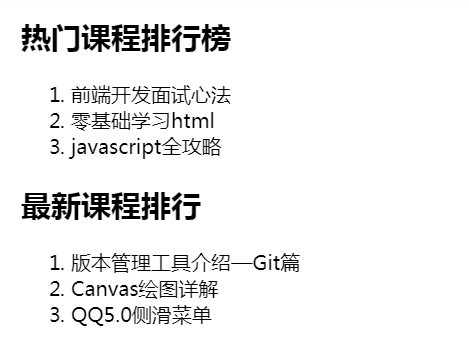 热门课程排行榜
1. 前端开发面试心法
2. 零基础学习html
3. javascript全攻略
最新课程排行
1. 版本管理工具介绍—Git篇
2. Canvas绘图详解
3. QQ5.0侧滑菜单